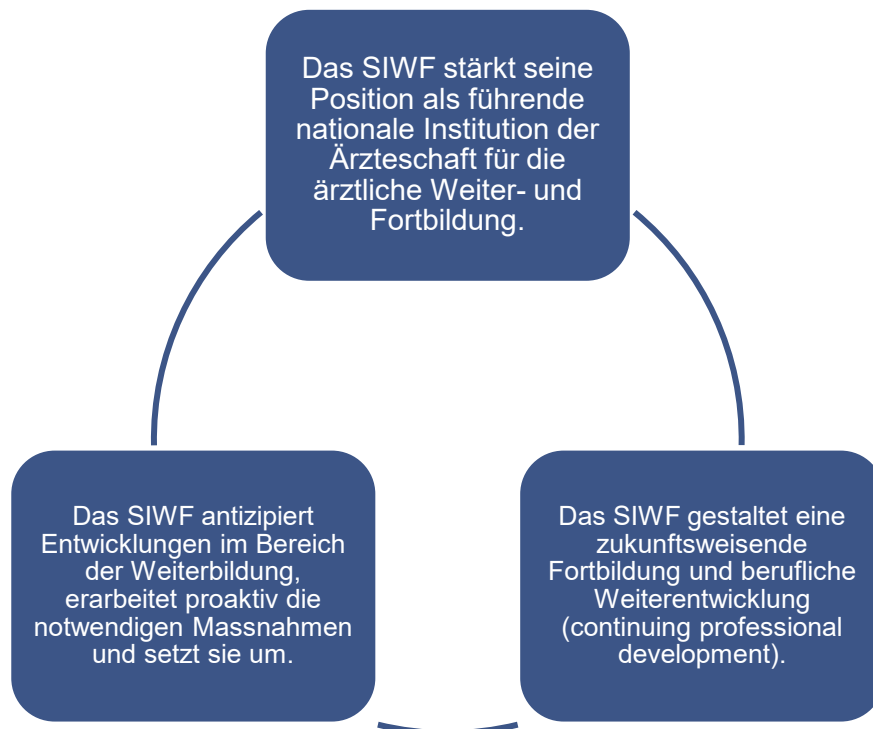 Das SIWF stärkt seine
Position als führende
nationale Institution der
Ärzteschaft für die
ärztliche Weiter- und
Fortbildung.
Das SIWF antizipiert
Entwicklungen im Bereich
der Weiterbildung,
erarbeitet proaktiv die
notwendigen Massnahmen
und setzt sie um.
Das SIWF gestaltet eine
zukunftsweisende
Fortbildung und berufliche
Weiterentwicklung
(continuing professional
development).